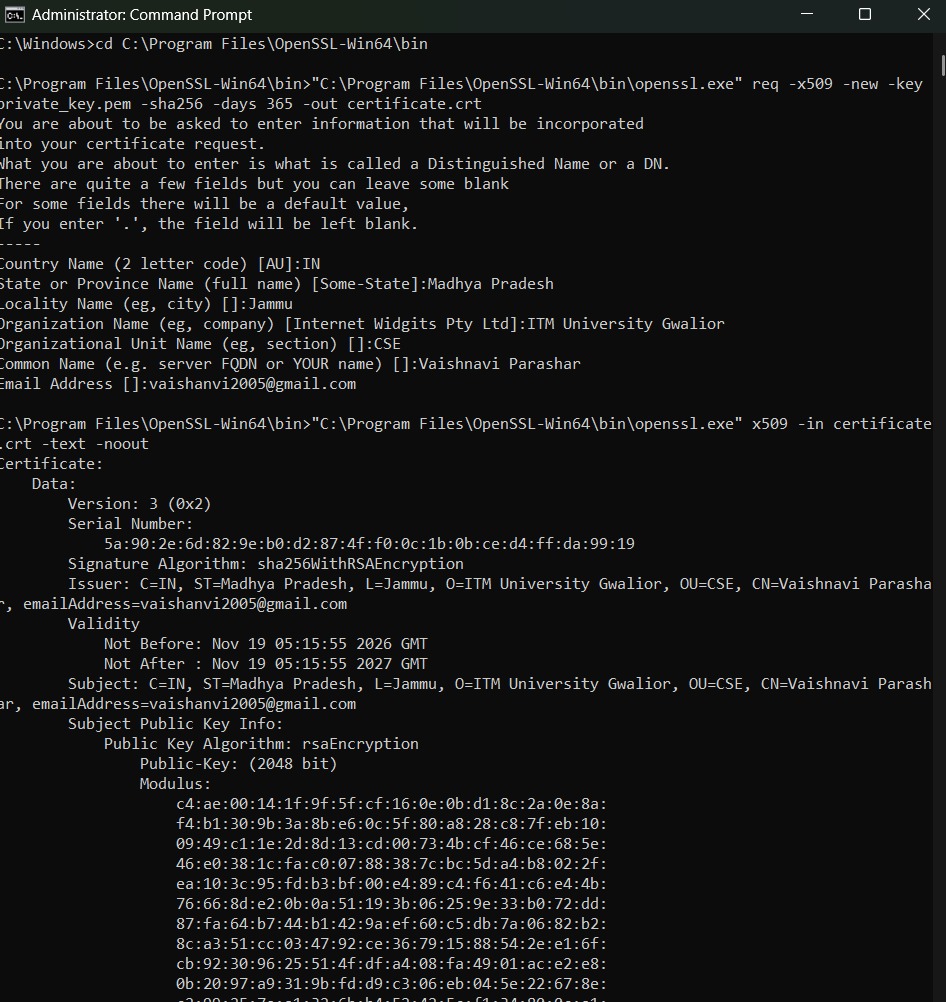 Administrator: Command Prompt
C:\Windows>cd C:\Program Files\OpenSSL-Win64\bin
C:\Program Files\OpenSSL-Win64\bin>"C:\Program Files\OpenSSL-Win64\bin\openssl.exe" req -x509 -new -key
private_key.pem -sha256 -days 365 -out certificate.crt
You are about to be asked to enter information that will be incorporated
into your certificate request.
What you are about to enter is what is called a Distinguished Name or a DN.
There are quite a few fields but you can leave some blank
For some fields there will be a default value,
If you enter '.', the field will be left blank.
-----
Country Name (2 letter code) [AU]:IN
State or Province Name (full name) [Some-State]:Madhya Pradesh
Locality Name (eg, city) []:Jammu
Organization Name (eg, company) [Internet Widgits Pty Ltd]:ITM University Gwalior
Organizational Unit Name (eg, section) []:CSE
Common Name (e.g. server FQDN or YOUR name) []:Vaishnavi Parashar
Email Address []:vaishanvi2005@gmail.com
C:\Program Files\OpenSSL-Win64\bin>"C:\Program Files\OpenSSL-Win64\bin\openssl.exe" x509 -in certificate
.crt -text -noout
Certificate:
    Data:
        Version: 3 (0x2)
        Serial Number:
            5a:90:2e:6d:82:9e:b0:d2:87:4f:f0:0c:1b:0b:ce:d4:ff:da:99:19
        Signature Algorithm: sha256WithRSAEncryption
        Issuer: C=IN, ST=Madhya Pradesh, L=Jammu, O=ITM University Gwalior, OU=CSE, CN=Vaishnavi Parasha
r, emailAddress=vaishanvi2005@gmail.com
        Validity
            Not Before: Nov 19 05:15:55 2026 GMT
            Not After : Nov 19 05:15:55 2027 GMT
        Subject: C=IN, ST=Madhya Pradesh, L=Jammu, O=ITM University Gwalior, OU=CSE, CN=Vaishnavi Parash
ar, emailAddress=vaishanvi2005@gmail.com
        Subject Public Key Info:
            Public Key Algorithm: rsaEncryption
                Public-Key: (2048 bit)
                Modulus:
                    c4:ae:00:14:1f:9f:5f:cf:16:0e:0b:d1:8c:2a:0e:8a:
                    f4:b1:30:9b:3a:8b:e6:0c:5f:80:a8:28:c8:7f:eb:10:
                    09:49:c1:1e:2d:8d:13:cd:00:73:4b:cf:46:ce:68:5e:
                    46:e0:38:1c:fa:c0:07:88:38:7c:bc:5d:a4:b8:02:2f:
                    ea:10:3c:95:fd:b3:bf:00:e4:89:c4:f6:41:c6:e4:4b:
                    76:66:8d:e2:0b:0a:51:19:3b:06:25:9e:33:b0:72:dd:
                    87:fa:64:b7:44:b1:42:9a:ef:60:c5:db:7a:06:82:b2:
                    8c:a3:51:cc:03:47:92:ce:36:79:15:88:54:2e:e1:6f:
                    cb:92:30:96:25:51:4f:df:a4:08:fa:49:01:ac:e2:e8:
                    0b:20:97:a9:31:9b:fd:d9:c3:06:eb:04:5e:22:67:8e: